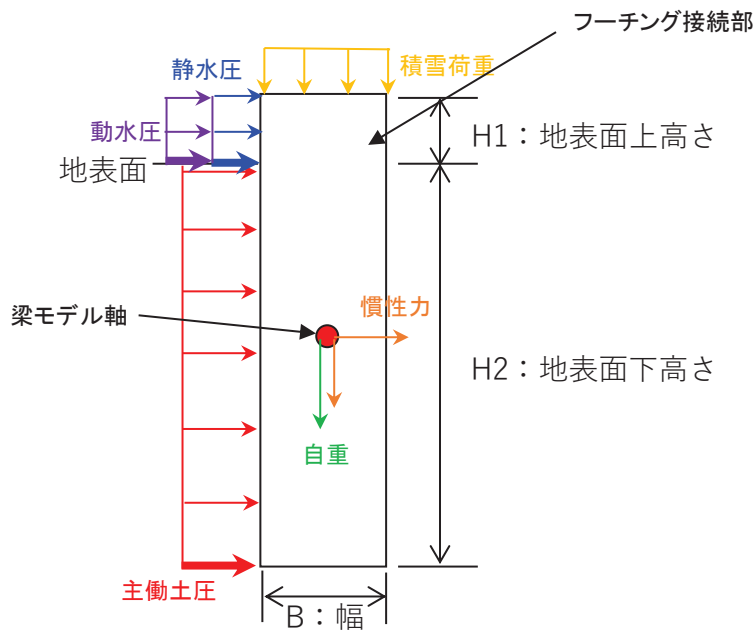 フーチング接続部
静水圧
積雪荷重
動水圧
H1：地表面上高さ
地表面
梁モデル軸
慣性力
H2：地表面下高さ
自重
主働土圧
B：幅